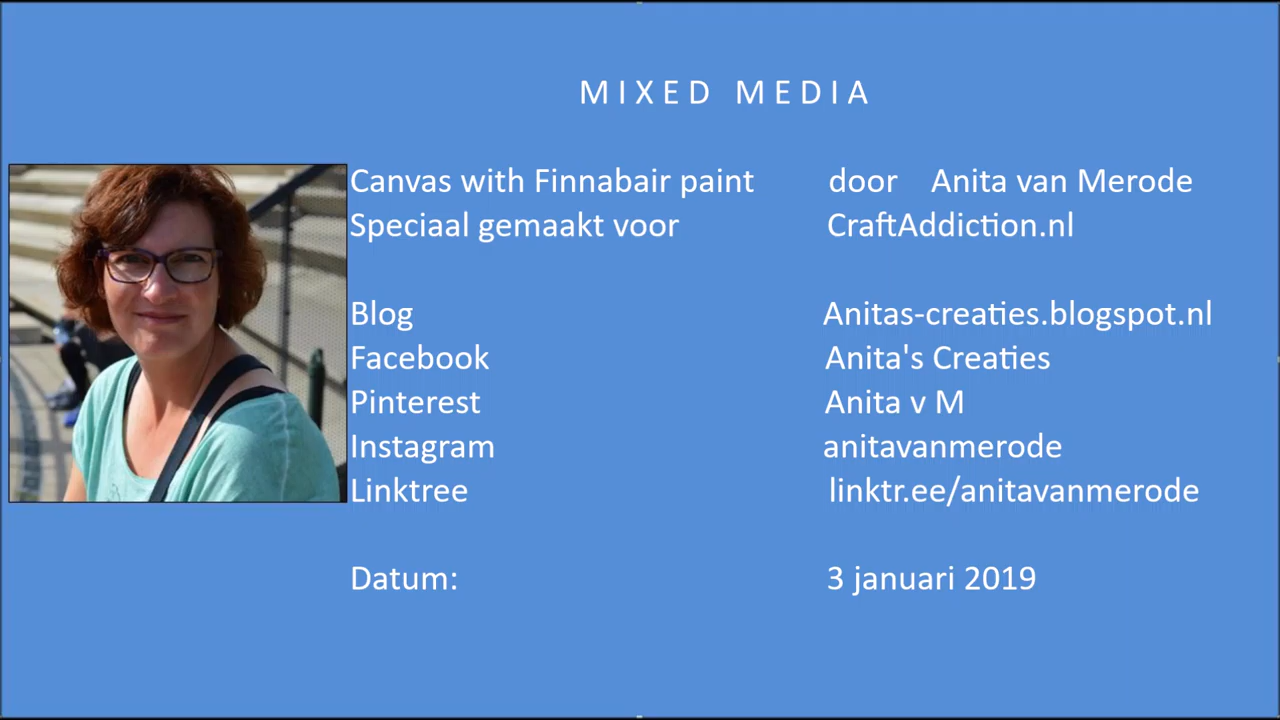 MIXED MEDIA
Canvas with Finnabair paint door Anita van Merode
Speciaal gemaakt voor CraftAddiction.nl
Blog Anitas-creaties.blogspot.nl
Facebook Anita's Creaties
Pinterest Anita v M
Instagram anitavanmerode
Linktree linktr.ee/anitavanmerode
Datum: 3 januari 2019